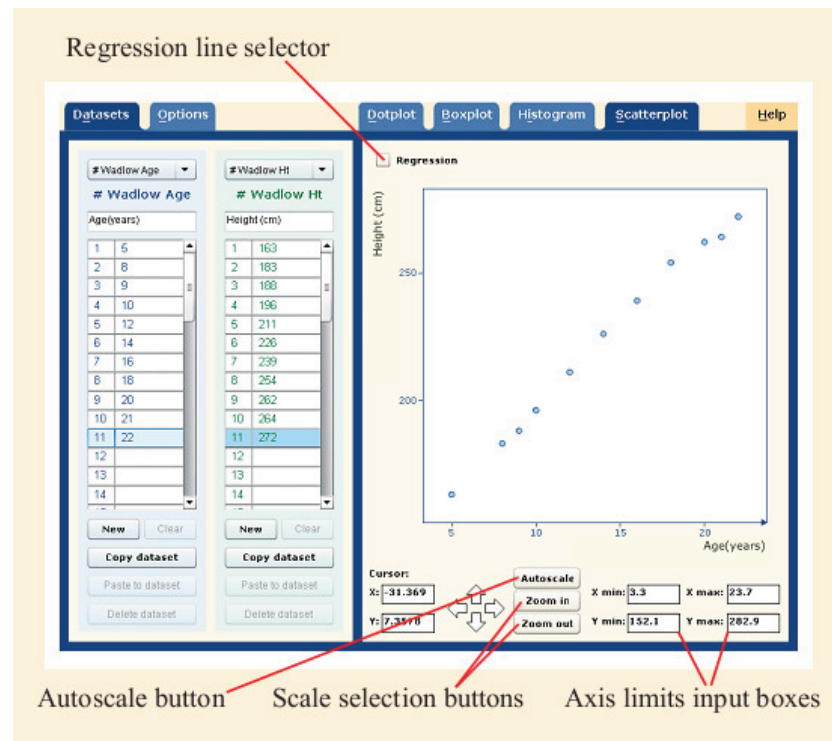 Regression line selector
Datasets Options Dotplot Boxplot Histogram Scatterplot Help
# Wadlow Age # Wadlow Ht
# Wadlow Age # Wadlow Ht
Age(years) Height (cm)
1 5 1 163
2 8 2 183
3 9 3 188
4 10 4 196
5 12 5 211
6 14 6 226
7 16 7 239
8 18 8 254
9 20 9 262
10 21 10 264
11 22 11 272
12 12
13 13
14 14
New Clear New Clear
Copy dataset Copy dataset
Paste to dataset Paste to dataset
Delete dataset Delete dataset
Regression
Height (cm)
250
200
5 10 15 20
Age(years)
Cursor:
X: -31.369
Y: 7.3578
Autoscale
Zoom in
Zoom out
X min: 3.3 X max: 23.7
Y min: 152.1 Y max: 282.9
Autoscale button Scale selection buttons Axis limits input boxes